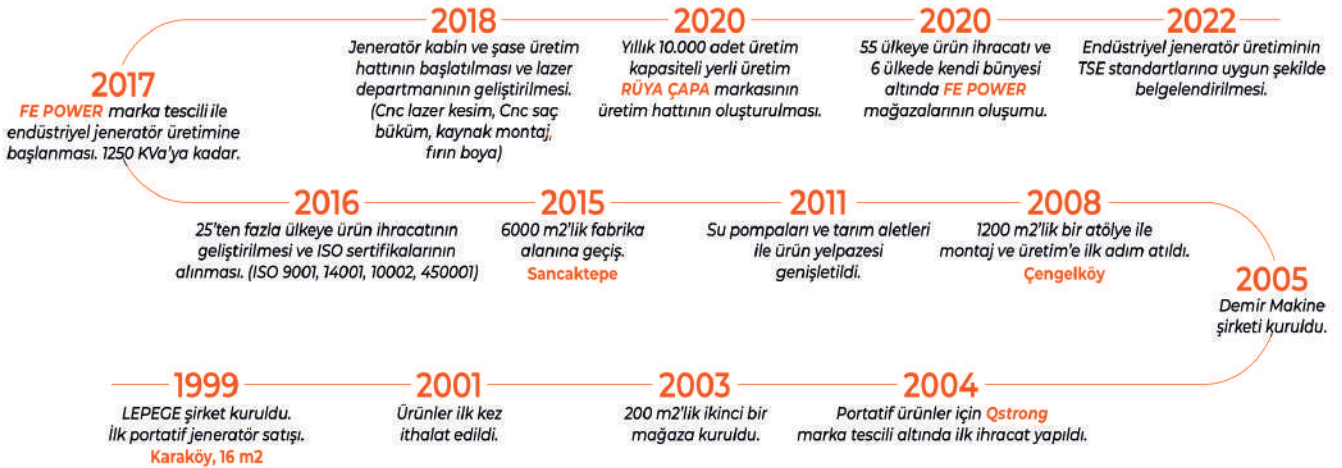 2017
FE POWER marka tescili ile
endüstriyel jeneratör üretimine
başlanması. 1250 KVa'ya kadar.
2018
Jeneratör kabin ve şase üretim
hattının başlatılması ve lazer
departmanının geliştirilmesi.
(Cnc lazer kesim, Cnc saç
büküm, kaynak montaj,
fırın boya)
2020
Yıllık 10.000 adet üretim
kapasiteli yerli üretim
RÜYA ÇAPA markasının
üretim hattının oluşturulması.
2020
55 ülkeye ürün ihracatı ve
6 ülkede kendi bünyesi
altında FE POWER
mağazalarının oluşumu.
2022
Endüstriyel jeneratör üretiminin
TSE standartlarına uygun şekilde
belgelendirilmesi.
2016
25'ten fazla ülkeye ürün ihracatının
geliştirilmesi ve ISO sertifikalarının
alınması. (ISO 9001, 14001, 10002, 450001)
2015
6000 m2'lik fabrika
alanına geçiş.
Sancaktepe
2011
Su pompaları ve tarım aletleri
ile ürün yelpazesi
genişletildi.
2008
1200 m2'lik bir atölye ile
montaj ve üretim'e ilk adım atıldı.
Çengelköy
2005
Demir Makine
şirketi kuruldu.
1999
LEPEGE şirket kuruldu.
İlk portatif jeneratör satışı.
Karaköy, 16 m2
2001
Ürünler ilk kez
ithalat edildi.
2003
200 m2'lik ikinci bir
mağaza kuruldu.
2004
Portatif ürünler için Qstrong
marka tescili altında ilk ihracat yapıldı.